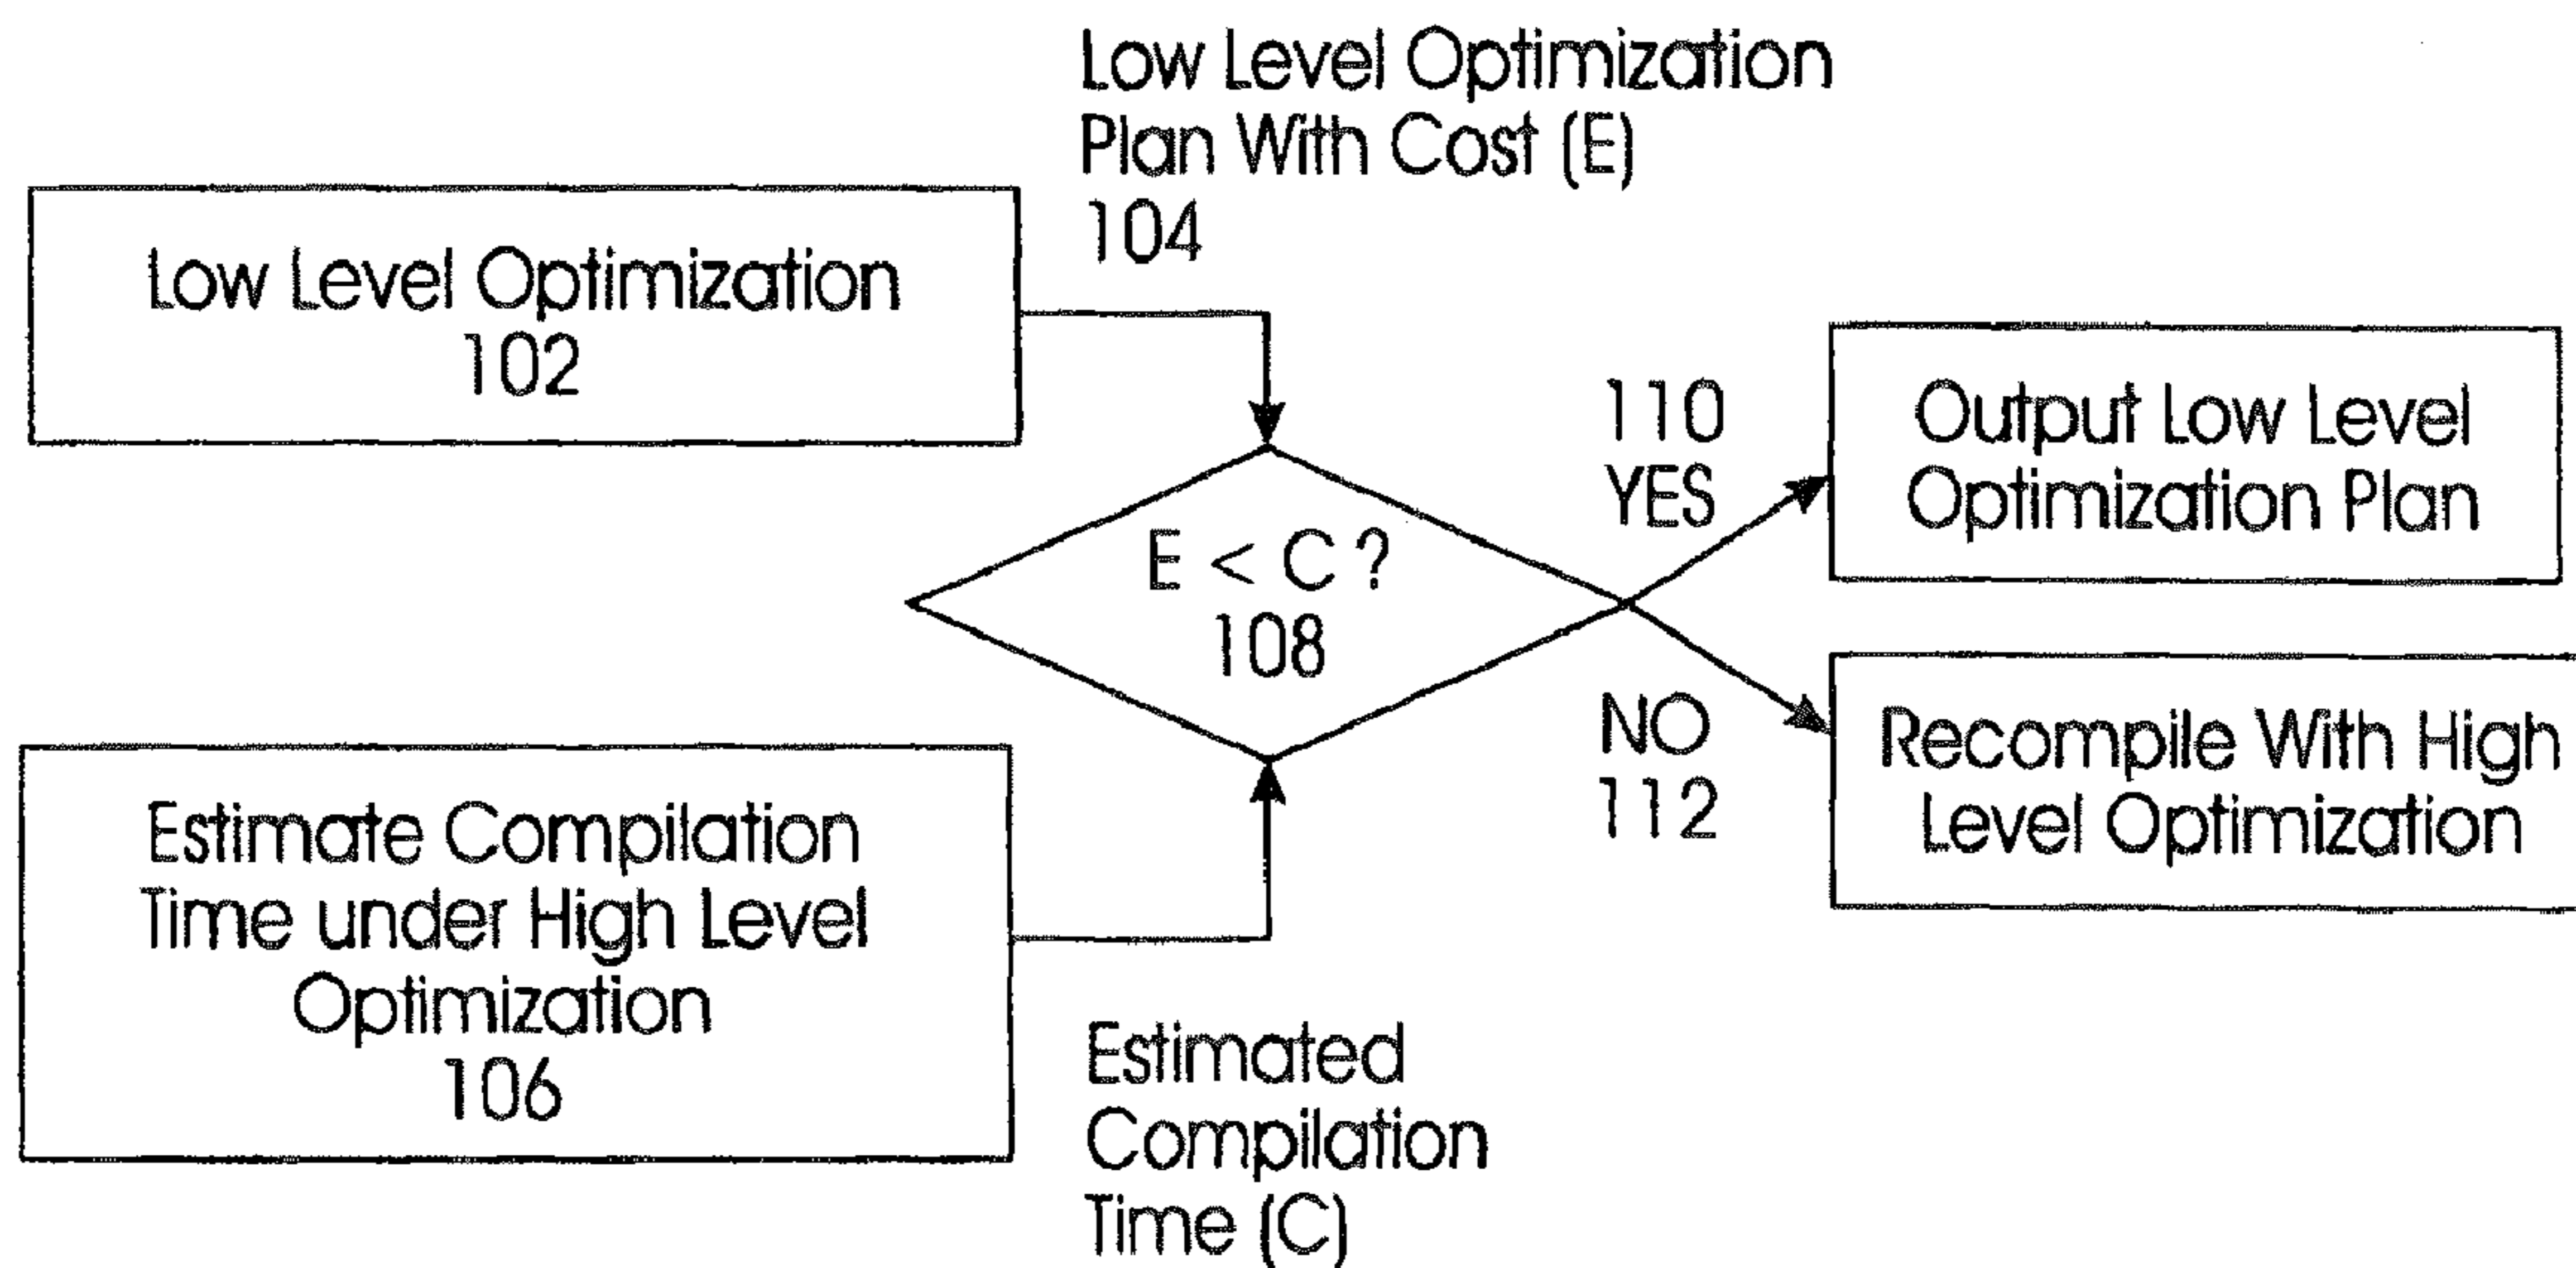 Low Level Optimization
Plan With Cost (E)
104
Low Level Optimization
102
E < C ?
108
110
YES
Output Low Level
Optimization Plan
NO
112
Recompile With High
Level Optimization
Estimate Compilation
Time under High Level
Optimization
106
Estimated
Compilation
Time (C)